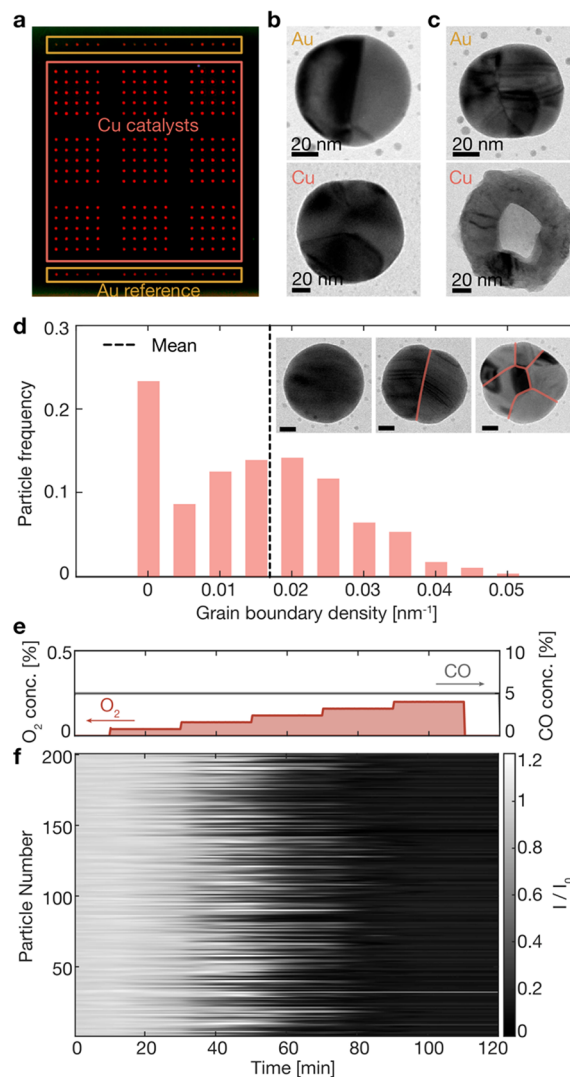 a
Cu catalysts
Au reference
b
Au
20 nm
Cu
20 nm
c
Au
20 nm
Cu
20 nm
d
0.3
0.2
0.1
0
Particle frequency
Mean
0 0.01 0.02 0.03 0.04 0.05
Grain boundary density [nm⁻¹]
e
O₂ conc. [%]
0.5
0
O₂
CO
10
5
0
CO conc. [%]
f
Particle Number
200
150
100
50
0 20 40 60 80 100 120
Time [min]
1.2
1
0.8
0.6
0.4
0.2
0
I / I₀